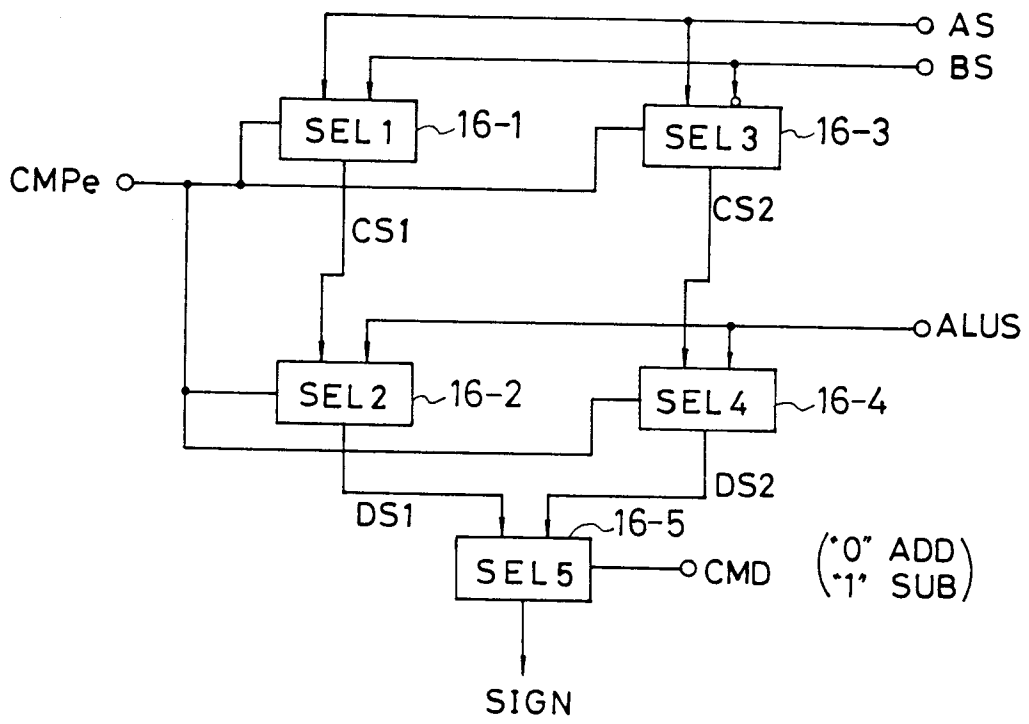 AS
BS
SEL1
16-1
SEL3
16-3
CMPe
CS1
CS2
ALUS
SEL2
16-2
SEL4
16-4
DS1
DS2
16-5
SEL5
CMD
("0" ADD
"1" SUB)
SIGN